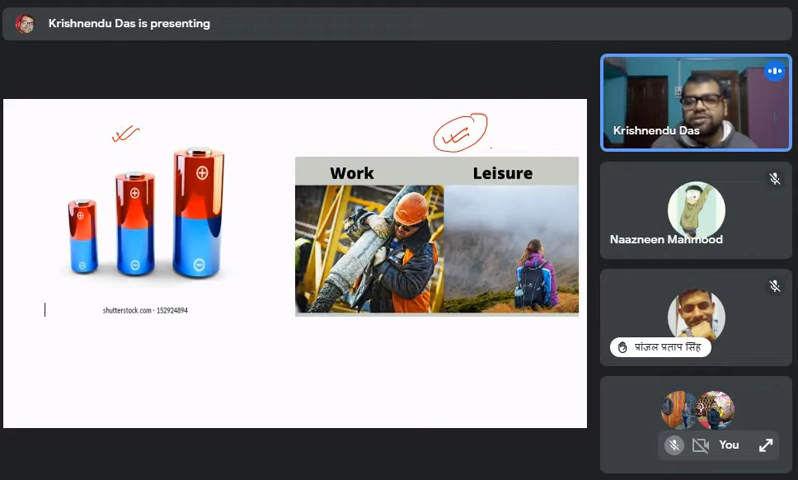 Krishnendu Das is presenting
Work
Leisure
shutterstock.com · 152924894
Krishnendu Das
Naazneen Mahmood
प्रांजल प्रताप सिंह
You